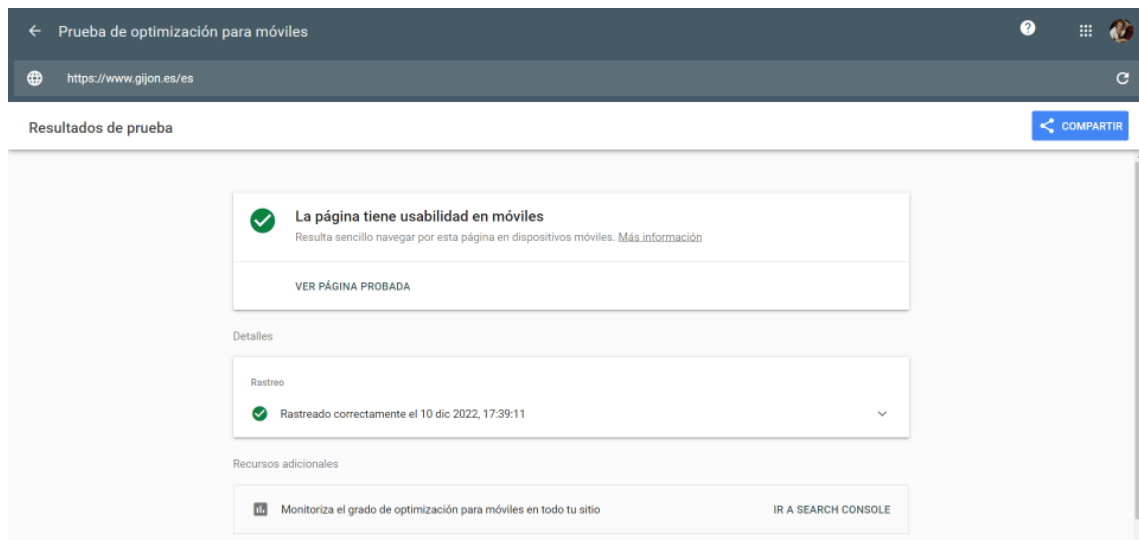 Prueba de optimización para móviles
https://www.gijon.es/es
Resultados de prueba
COMPARTIR
La página tiene usabilidad en móviles
Resulta sencillo navegar por esta página en dispositivos móviles. Más información
VER PÁGINA PROBADA
Detalles
Rastreo
Rastreado correctamente el 10 dic 2022, 17:39:11
Recursos adicionales
Monitoriza el grado de optimización para móviles en todo tu sitio IR A SEARCH CONSOLE